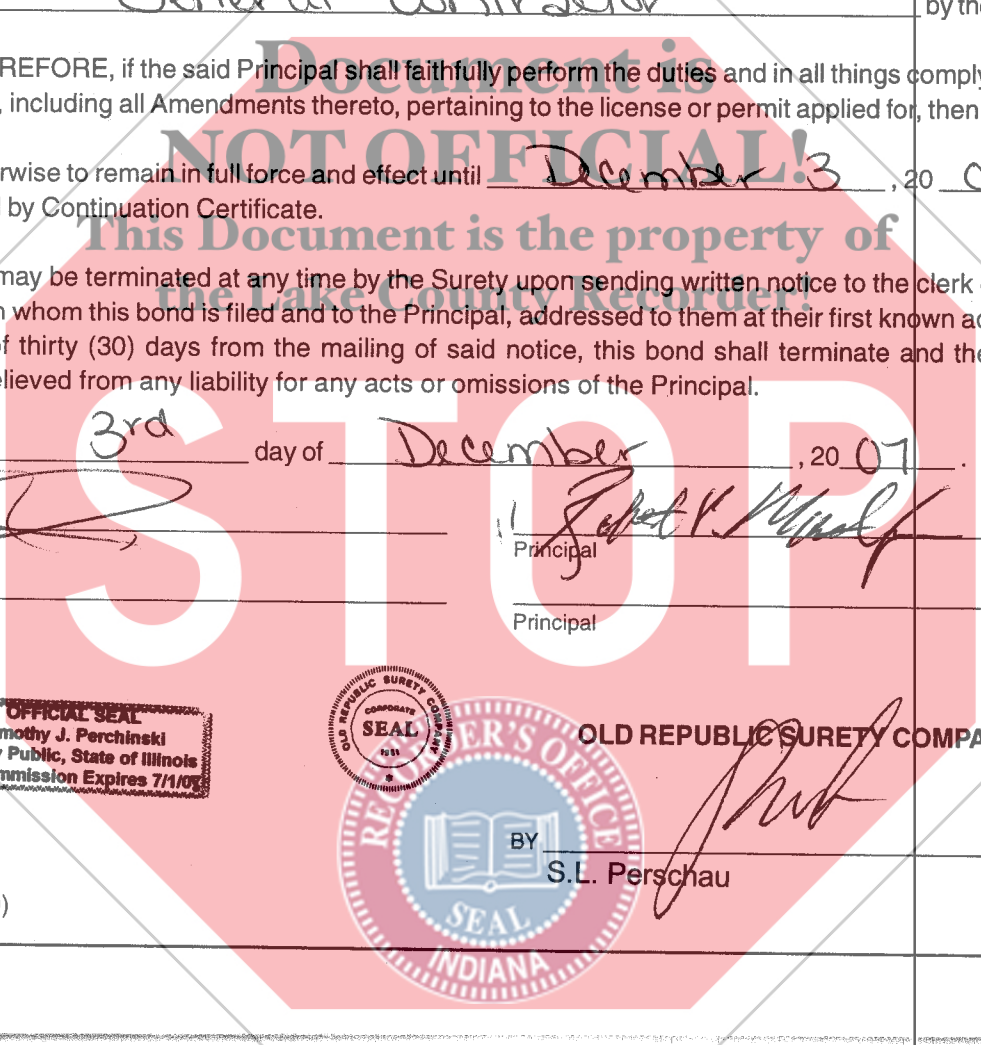 General Contractor by the
Document is
REFORE, if the said Principal shall faithfully perform the duties and in all things comply
, including all Amendments thereto, pertaining to the license or permit applied for, then
NOT OFFICIAL!
rwise to remain in full force and effect until December 3, 20 0
by Continuation Certificate.
This Document is the property of
may be terminated at any time by the Surety upon sending written notice to the clerk
the Lake County Recorder!
n whom this bond is filed and to the Principal, addressed to them at their first known ad
f thirty (30) days from the mailing of said notice, this bond shall terminate and the
elieved from any liability for any acts or omissions of the Principal.
STOP
3rd day of December, 20 07.
Principal
Principal
OFFICIAL SEAL
mothy J. Perchinski
y Public, State of Illinois
mmission Expires 7/1/09
OLD REPUBLIC SURETY COMPANY
CORPORATE
SEAL
1981
OLD REPUBLIC SURETY COMPA
RECORDER'S OFFICE
BY
S.L. Perschau
SEAL
INDIANA
)